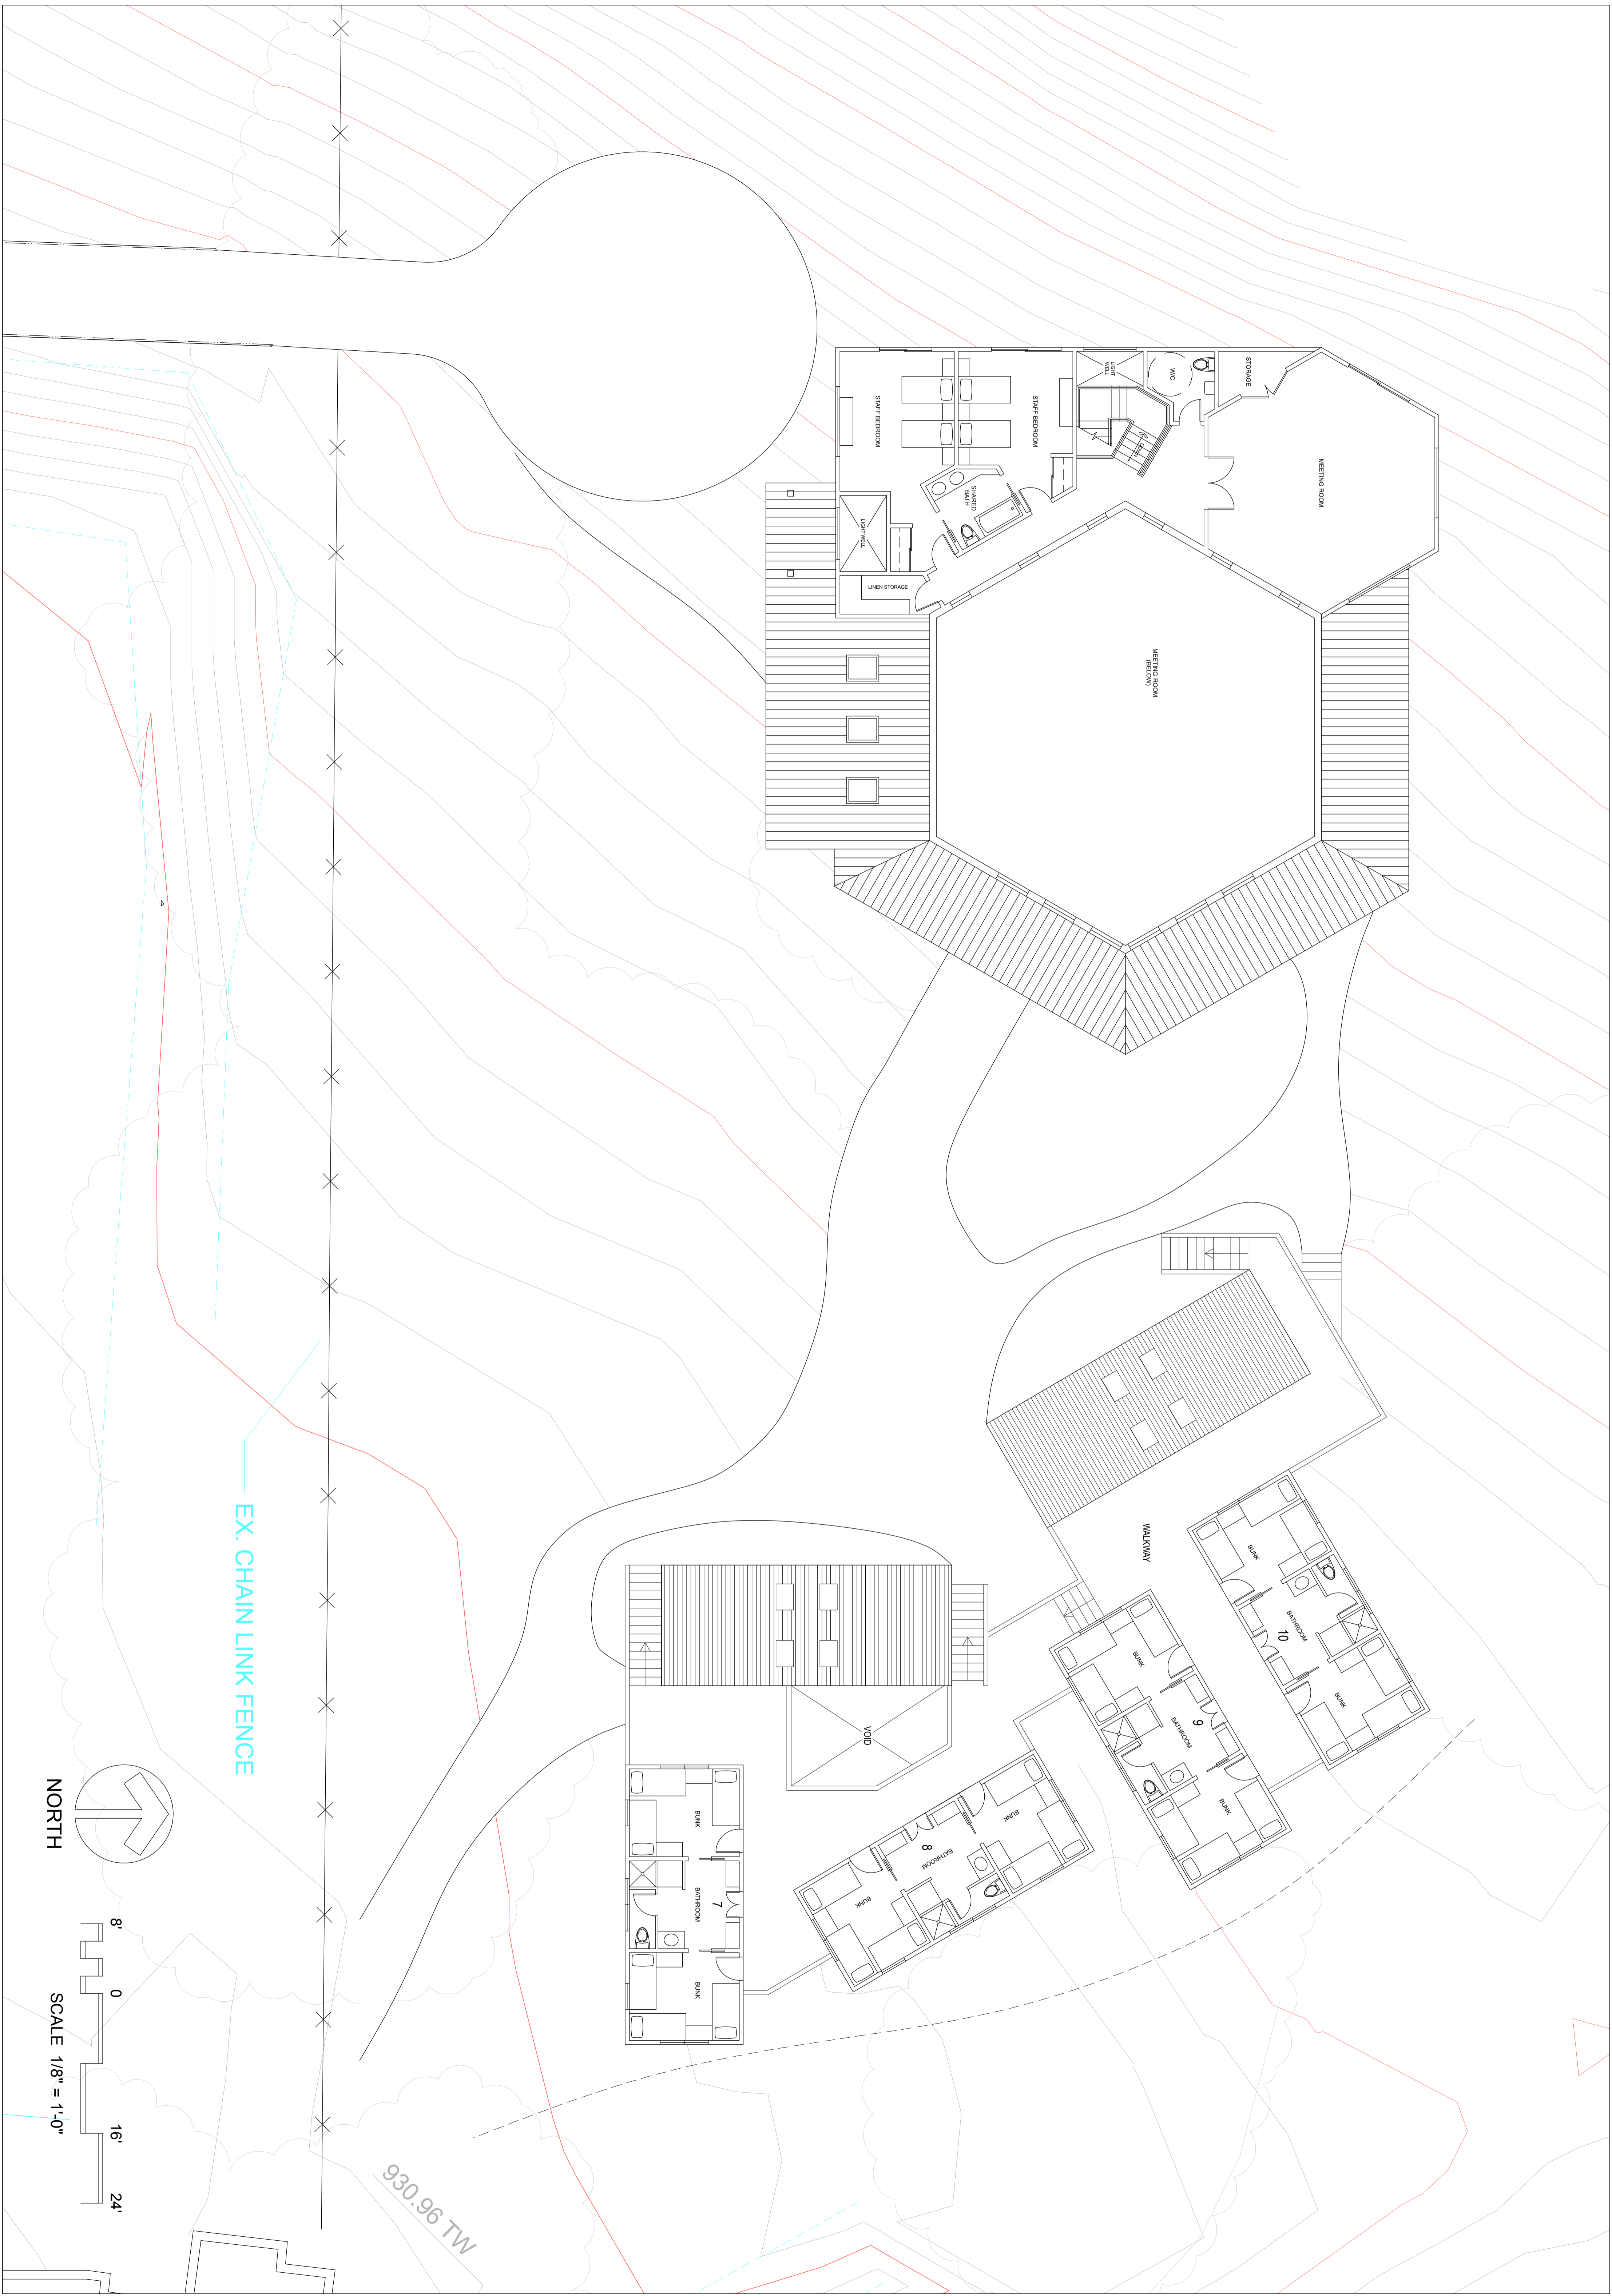 STORAGE
W/C
LIGHT
WELL
MEETING ROOM
DOWN
STAFF BEDROOM
STAFF BEDROOM
SHARED
BATH
LIGHT WELL
LINEN STORAGE
MEETING ROOM
(BELOW)
WALKWAY
BUNK
BATHROOM
10
BUNK
BUNK
BATHROOM
9
BUNK
VOID
BUNK
BATHROOM
8
BUNK
BUNK
BATHROOM
7
BUNK
EX. CHAIN LINK FENCE
NORTH
8'
0
16'
24'
SCALE 1/8" = 1'-0"
930.96 TW